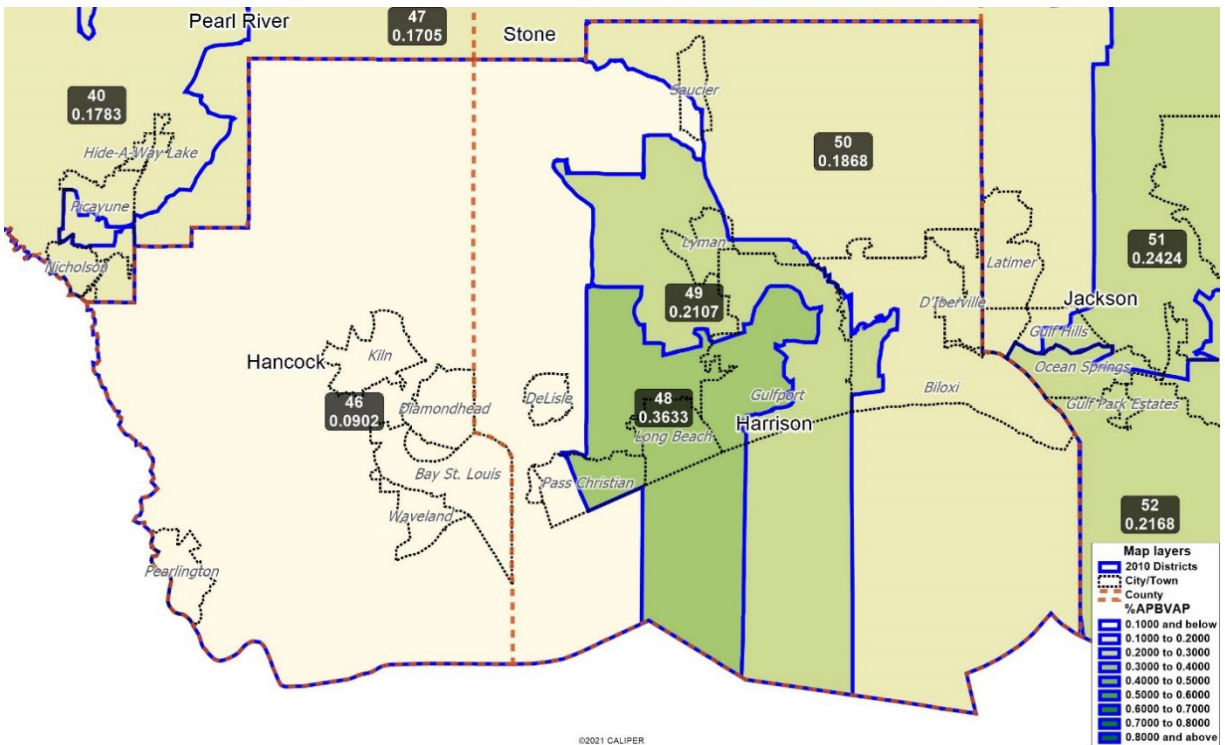 Pearl River
47
0.1705
Stone
40
0.1783
Saucier
Hide-A-Way Lake
50
0.1868
Picayune
Lyman
Latimer
51
0.2424
Nicholson
49
0.2107
D'Iberville
Jackson
Gulf Hills
Hancock
Kiln
Ocean Springs
DeLisle
48
0.3633
Gulfport
Biloxi
46
0.0902
Diamondhead
Gulf Park Estates
Long Beach
Harrison
Bay St. Louis
Pass Christian
Waveland
52
0.2168
Pearlington
Map layers
2010 Districts
City/Town
County
%APBVAP
0.1000 and below
0.1000 to 0.2000
0.2000 to 0.3000
0.3000 to 0.4000
0.4000 to 0.5000
0.5000 to 0.6000
0.6000 to 0.7000
0.7000 to 0.8000
0.8000 and above
©2021 CALIPER